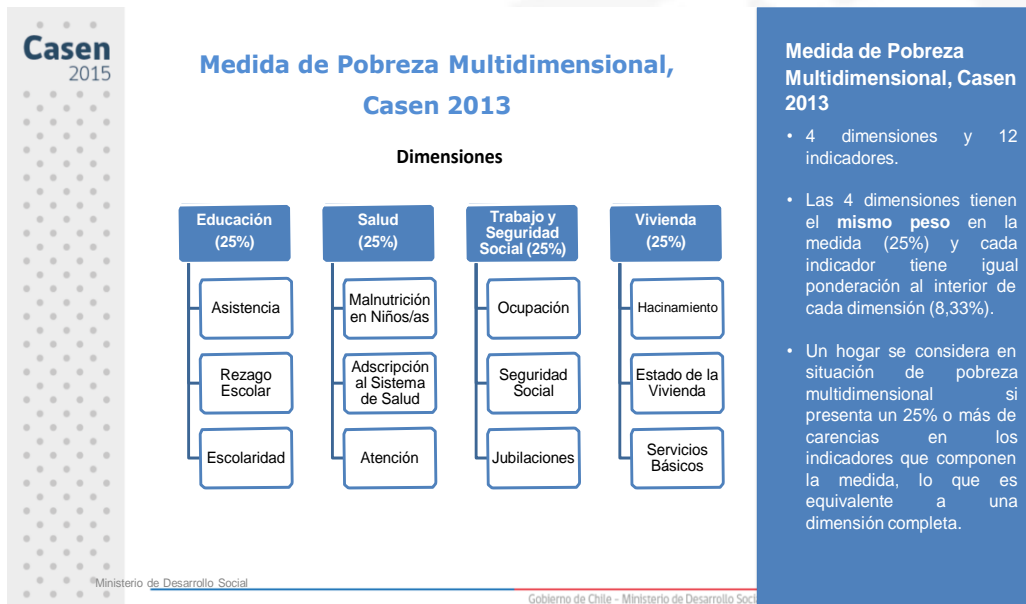 Casen
2015
Medida de Pobreza Multidimensional,
Casen 2013
Dimensiones
Educación
(25%)
Asistencia
Rezago
Escolar
Escolaridad
Salud
(25%)
Malnutrición
en Niños/as
Adscripción
al Sistema
de Salud
Atención
Trabajo y
Seguridad
Social (25%)
Ocupación
Seguridad
Social
Jubilaciones
Vivienda
(25%)
Hacinamiento
Estado de la
Vivienda
Servicios
Básicos
Medida de Pobreza
Multidimensional, Casen
2013
• 4 dimensiones y 12
indicadores.
• Las 4 dimensiones tienen
el mismo peso en la
medida (25%) y cada
indicador tiene igual
ponderación al interior de
cada dimensión (8,33%).
• Un hogar se considera en
situación de pobreza
multidimensional si
presenta un 25% o más de
carencias en los
indicadores que componen
la medida, lo que es
equivalente a una
dimensión completa.
Ministerio de Desarrollo Social
Gobierno de Chile - Ministerio de Desarrollo Soci